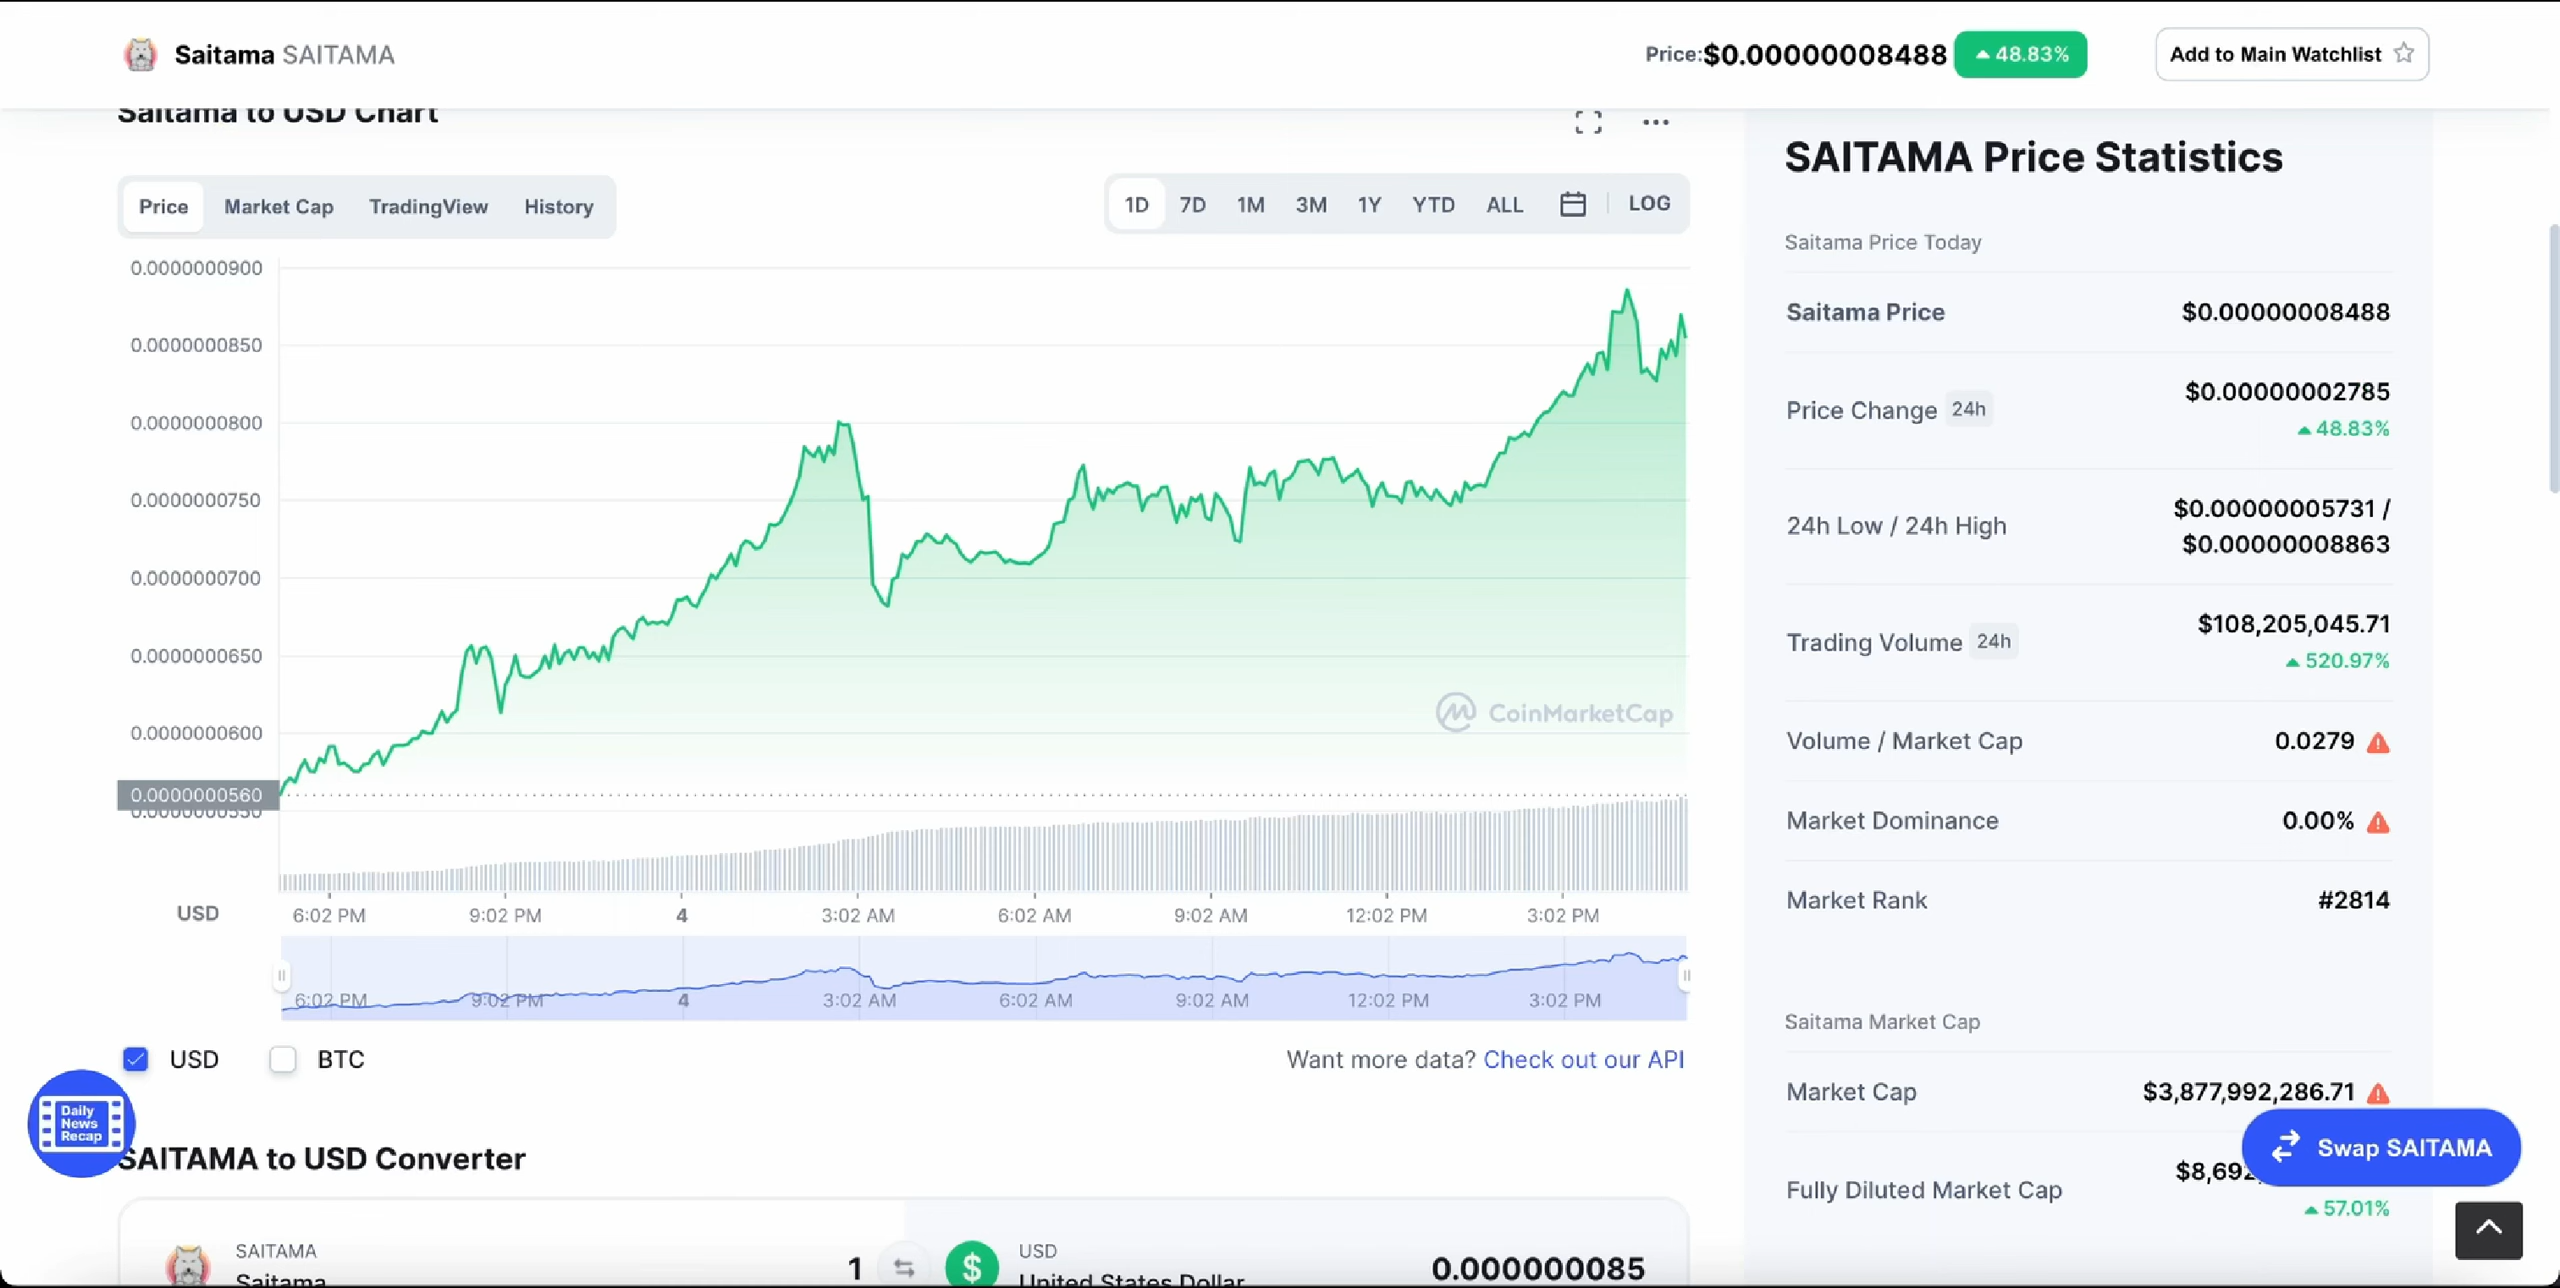 Saitama SAITAMA
Price:$0.00000008488 48.83%
Add to Main Watchlist
Saitama to USD Chart
Price Market Cap TradingView History
1D 7D 1M 3M 1Y YTD ALL LOG
0.0000000900
0.0000000850
0.0000000800
0.0000000750
0.0000000700
0.0000000650
0.0000000600
0.0000000560
0.0000000550
CoinMarketCap
USD
6:02 PM 9:02 PM 4 3:02 AM 6:02 AM 9:02 AM 12:02 PM 3:02 PM
6:02 PM 9:02 PM 4 3:02 AM 6:02 AM 9:02 AM 12:02 PM 3:02 PM
USD BTC
Want more data? Check out our API
Daily
News
Recap
SAITAMA to USD Converter
SAITAMA
Saitama
1
$
USD
United States Dollar
0.000000085
SAITAMA Price Statistics
Saitama Price Today
Saitama Price $0.00000008488
Price Change 24h $0.00000002785
48.83%
24h Low / 24h High $0.00000005731 /
$0.00000008863
Trading Volume 24h $108,205,045.71
520.97%
Volume / Market Cap 0.0279
Market Dominance 0.00%
Market Rank #2814
Saitama Market Cap
Market Cap $3,877,992,286.71
Swap SAITAMA
Fully Diluted Market Cap $8,692,
57.01%